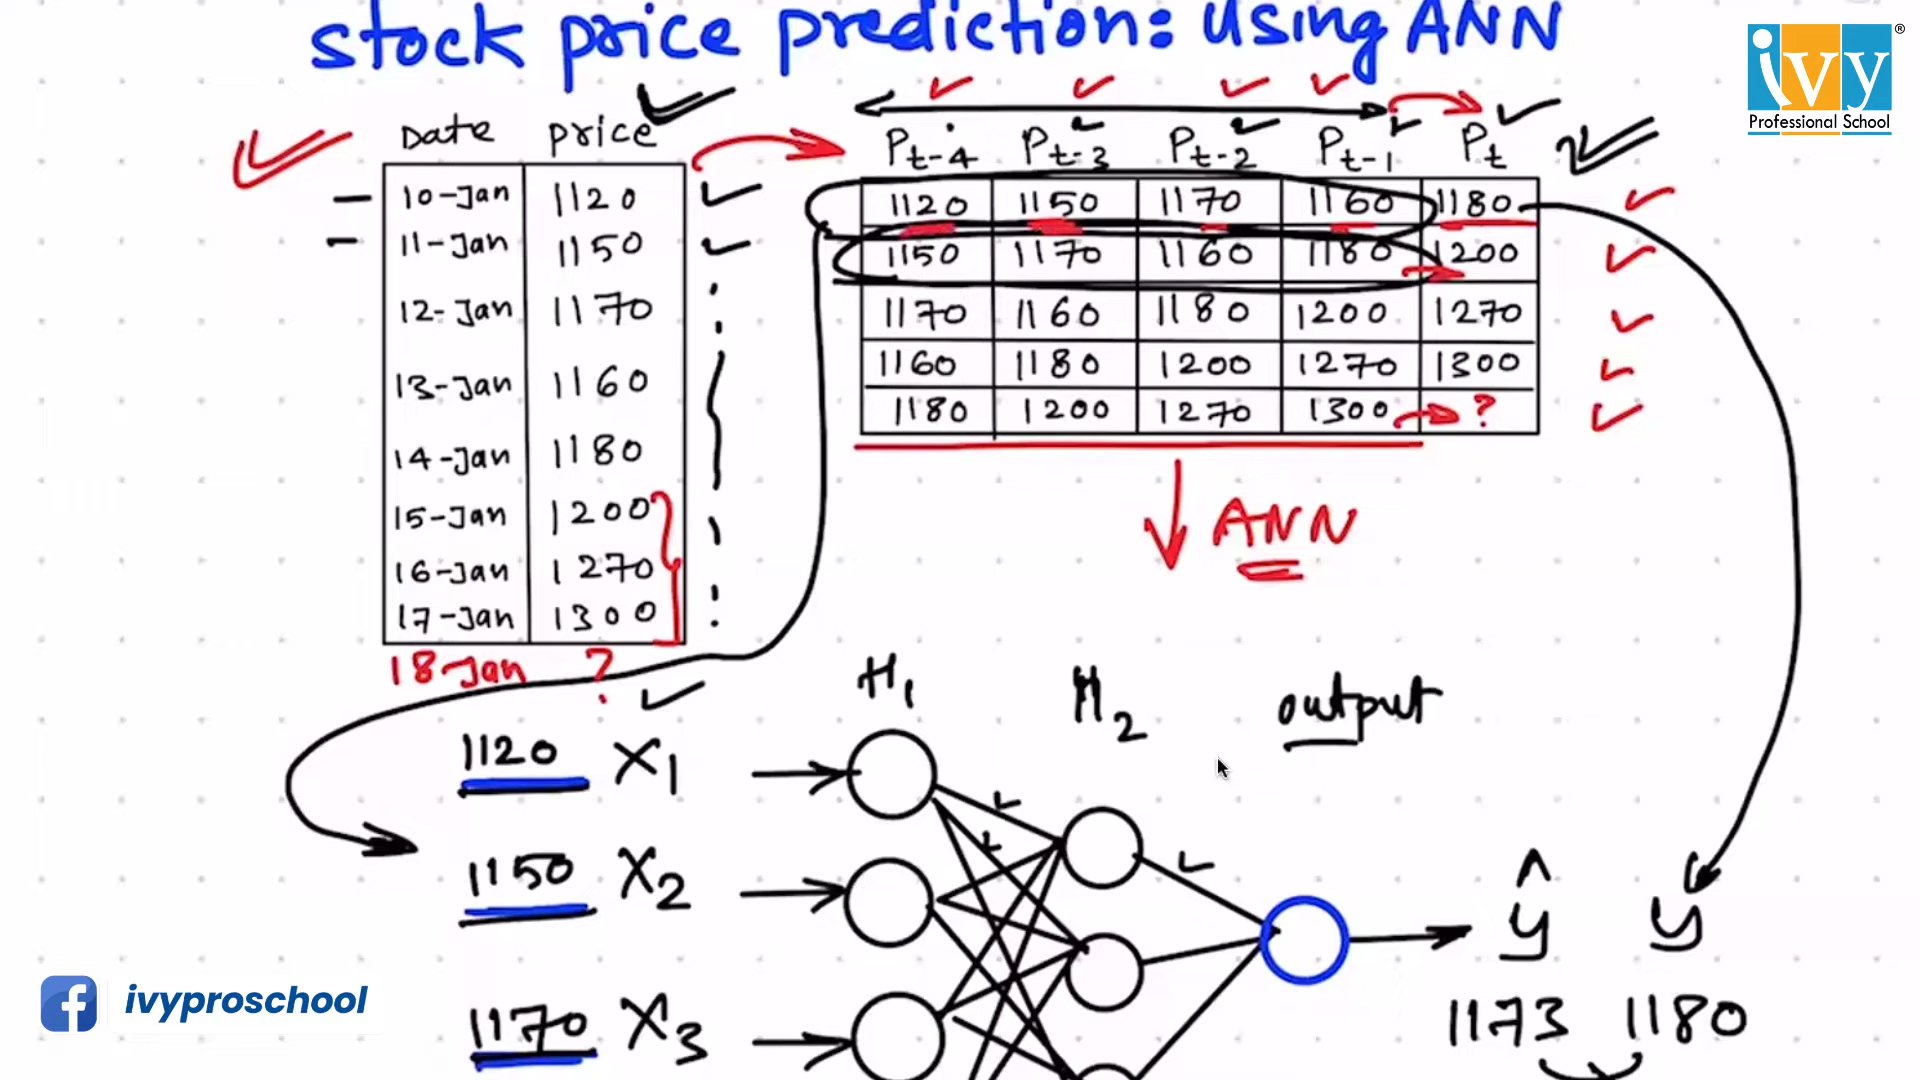 stock price prediction: Using ANN
ivy®
Professional School
Date price
10-Jan 1120
11-Jan 1150
12-Jan 1170
13-Jan 1160
14-Jan 1180
15-Jan 1200
16-Jan 1270
17-Jan 1300
18-Jan ?
Pt-4 Pt-3 Pt-2 Pt-1 Pt
1120 1150 1170 1160 1180
1150 1170 1160 1180 1200
1170 1160 1180 1200 1270
1160 1180 1200 1270 1300
1180 1200 1270 1300 ?
ANN
H1 H2 output
1120 X1
1150 X2
1170 X3
ŷ y
1173 1180
ivyproschool